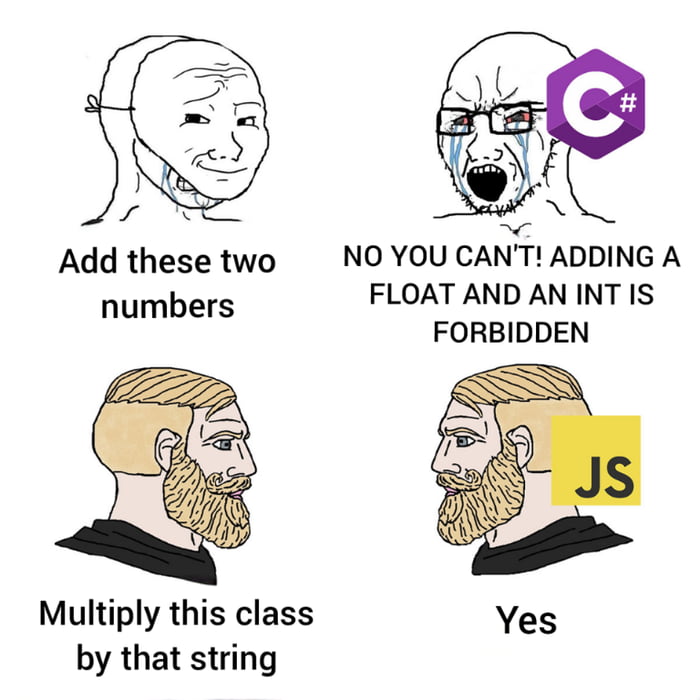 C#
Add these two
numbers
NO YOU CAN'T! ADDING A
FLOAT AND AN INT IS
FORBIDDEN
JS
Multiply this class
by that string
Yes